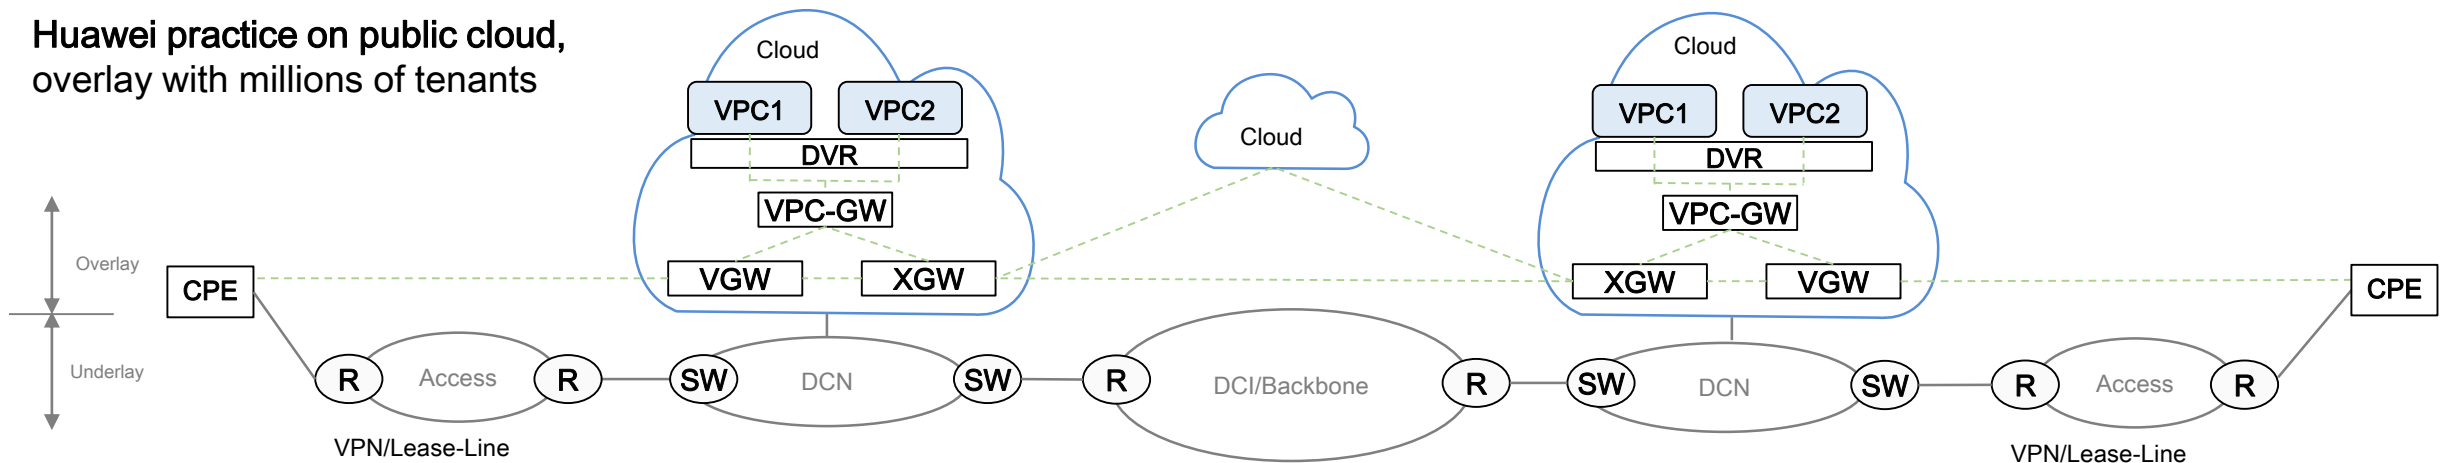 Huawei practice on public cloud,
overlay with millions of tenants
Cloud
VPC1
VPC2
DVR
VPC-GW
VGW
XGW
Cloud
Cloud
VPC1
VPC2
DVR
VPC-GW
XGW
VGW
Overlay
Underlay
CPE
CPE
R
Access
R
SW
DCN
SW
R
DCI/Backbone
R
SW
DCN
SW
R
Access
R
VPN/Lease-Line
VPN/Lease-Line